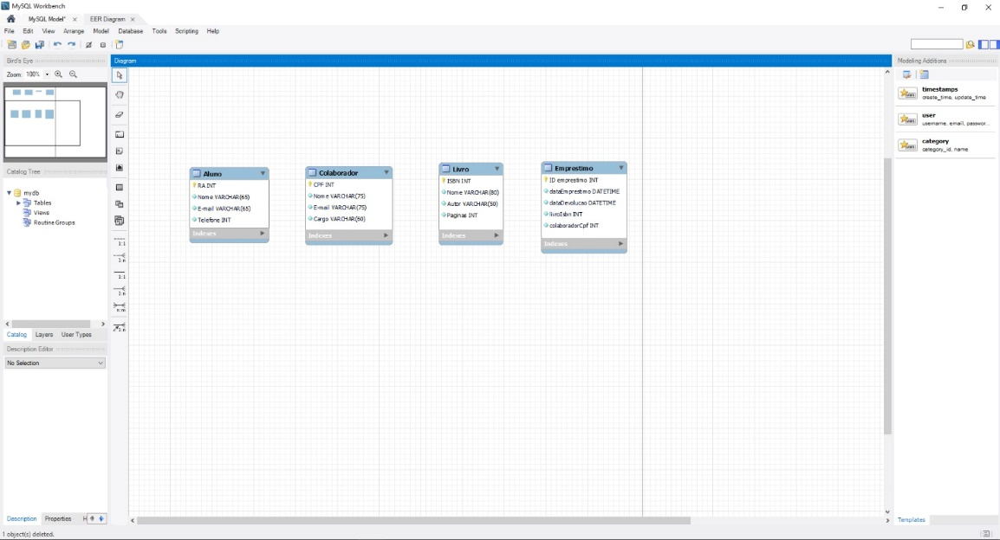 MySQL Workbench
MySQL Model* × EER Diagram ×
File Edit View Arrange Model Database Tools Scripting Help
Bird's Eye
Zoom: 100%
Catalog Tree
mydb
Tables
Views
Routine Groups
Catalog Layers User Types
Description Editor
No Selection
Description Properties H
1 object(s) deleted.
Diagram
1:1
1:n
1:1
1:n
n:m
1:n
Aluno
RA INT
Nome VARCHAR(65)
E-mail VARCHAR(65)
Telefone INT
Indexes
Colaborador
CPF INT
Nome VARCHAR(75)
E-mail VARCHAR(75)
Cargo VARCHAR(60)
Indexes
Livro
ISBN INT
Nome VARCHAR(80)
Autor VARCHAR(50)
Paginas INT
Indexes
Emprestimo
ID emprestimo INT
dataEmprestimo DATETIME
dataDevolucao DATETIME
livroIsbn INT
colaboradorCpf INT
Indexes
Modeling Additions
timestamps
create_time, update_time
user
username, email, passwor...
category
category_id, name
Templates